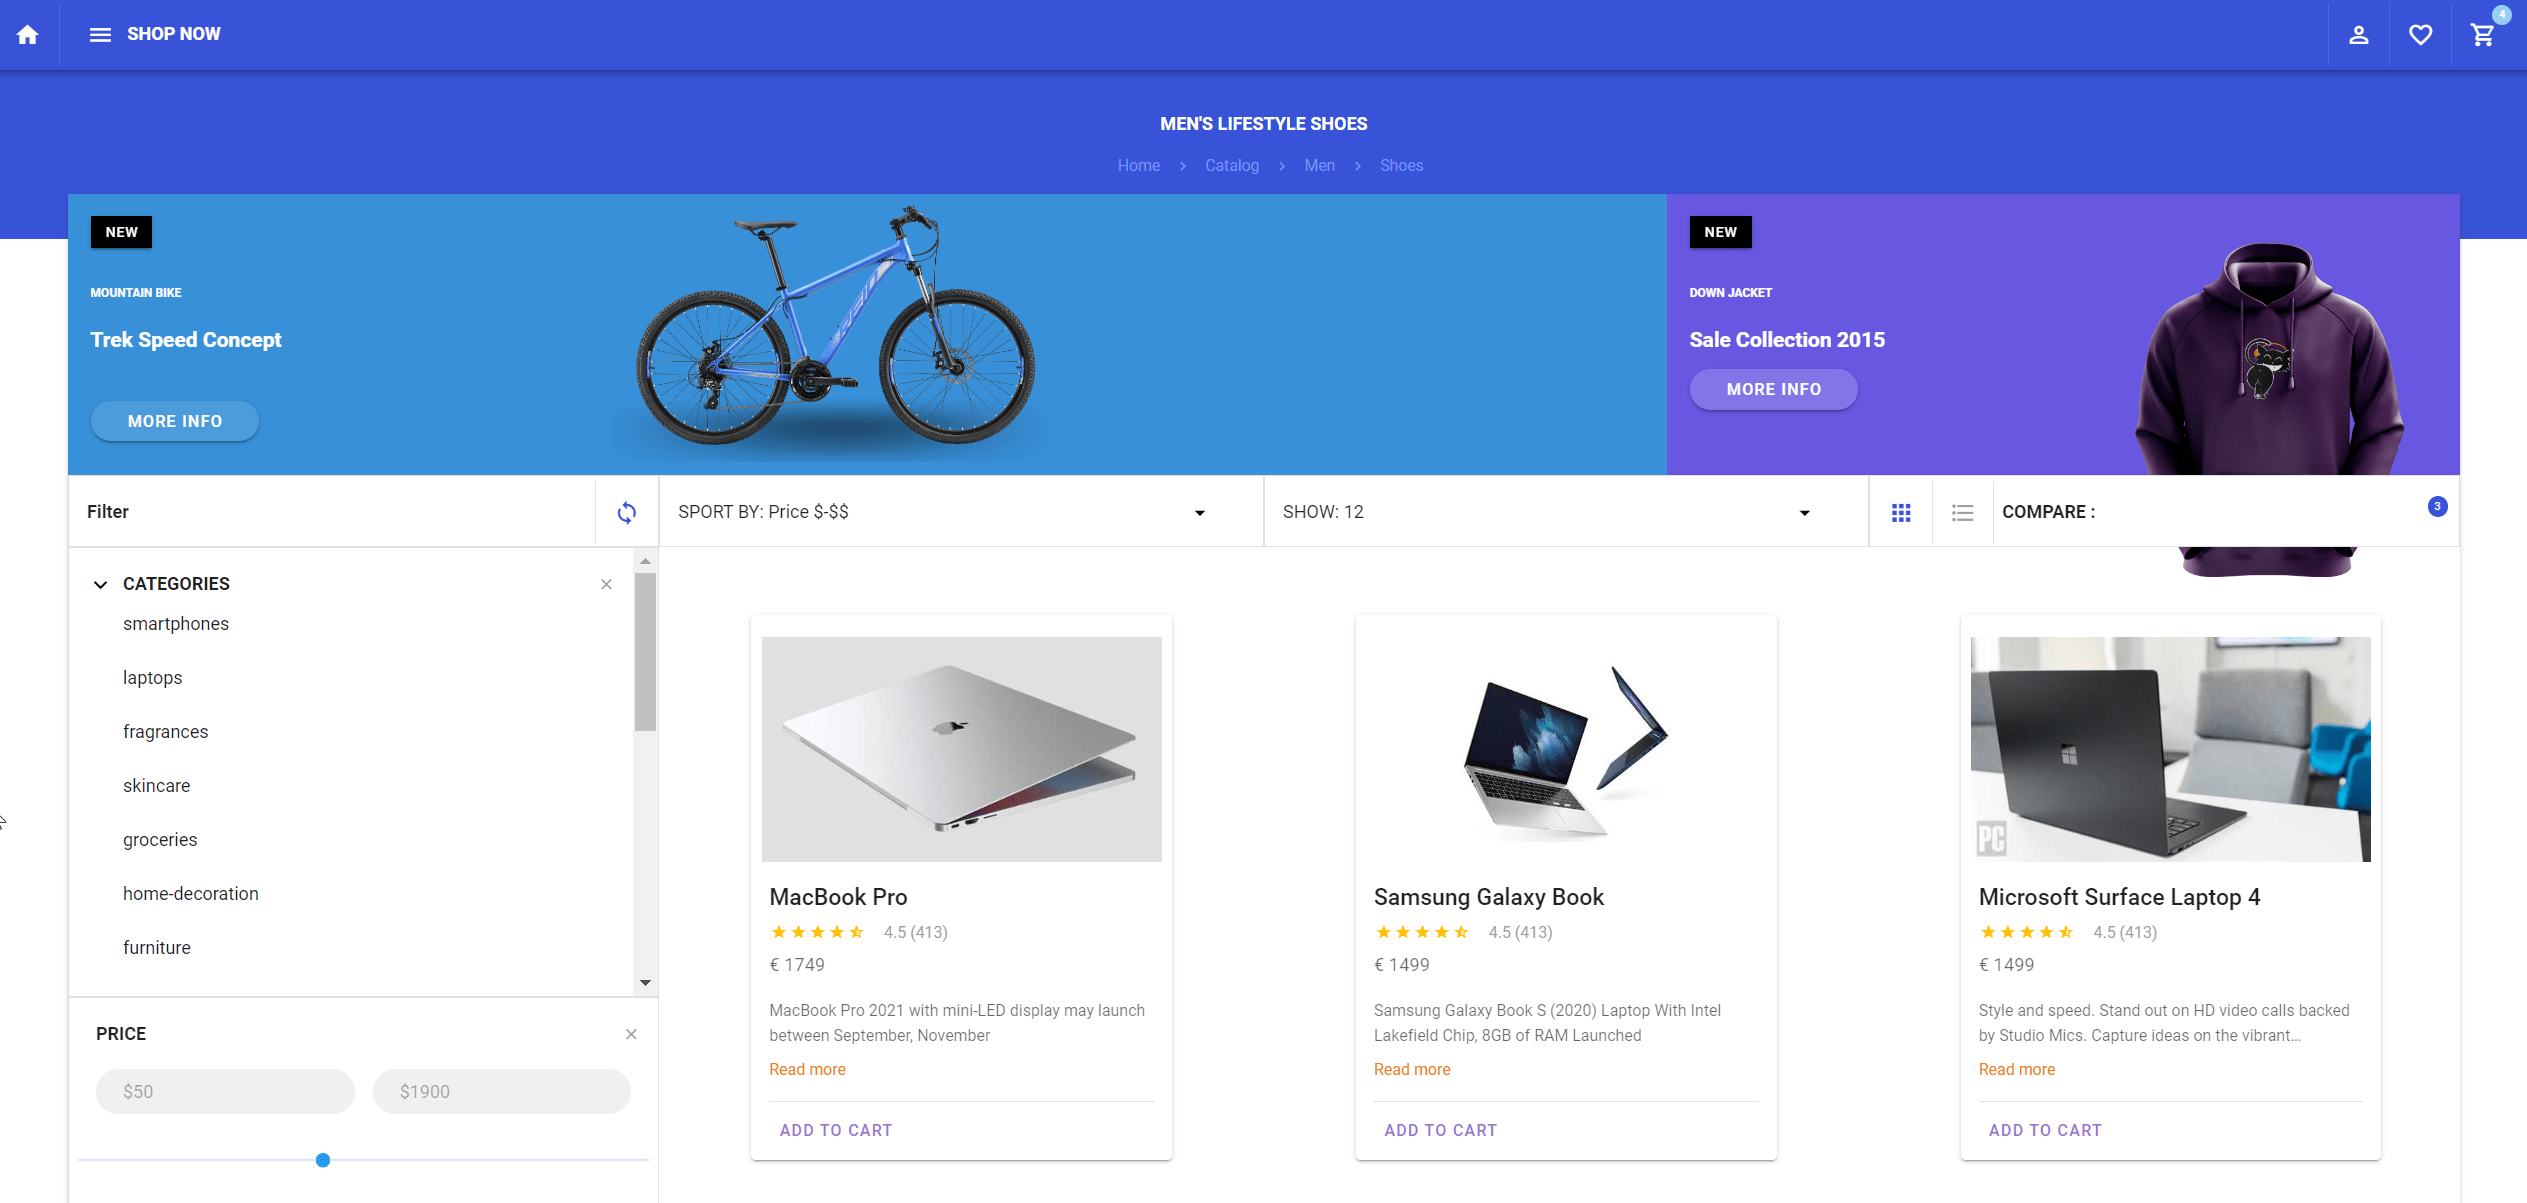 SHOP NOW
4
MEN'S LIFESTYLE SHOES
Home > Catalog > Men > Shoes
NEW
MOUNTAIN BIKE
Trek Speed Concept
MORE INFO
NEW
DOWN JACKET
Sale Collection 2015
MORE INFO
Filter
SPORT BY: Price $-$$
SHOW: 12
COMPARE :
3
CATEGORIES
smartphones
laptops
fragrances
skincare
groceries
home-decoration
furniture
PRICE
$50
$1900
MacBook Pro
4.5 (413)
€ 1749
MacBook Pro 2021 with mini-LED display may launch
between September, November
Read more
ADD TO CART
Samsung Galaxy Book
4.5 (413)
€ 1499
Samsung Galaxy Book S (2020) Laptop With Intel
Lakefield Chip, 8GB of RAM Launched
Read more
ADD TO CART
PC
Microsoft Surface Laptop 4
4.5 (413)
€ 1499
Style and speed. Stand out on HD video calls backed
by Studio Mics. Capture ideas on the vibrant...
Read more
ADD TO CART